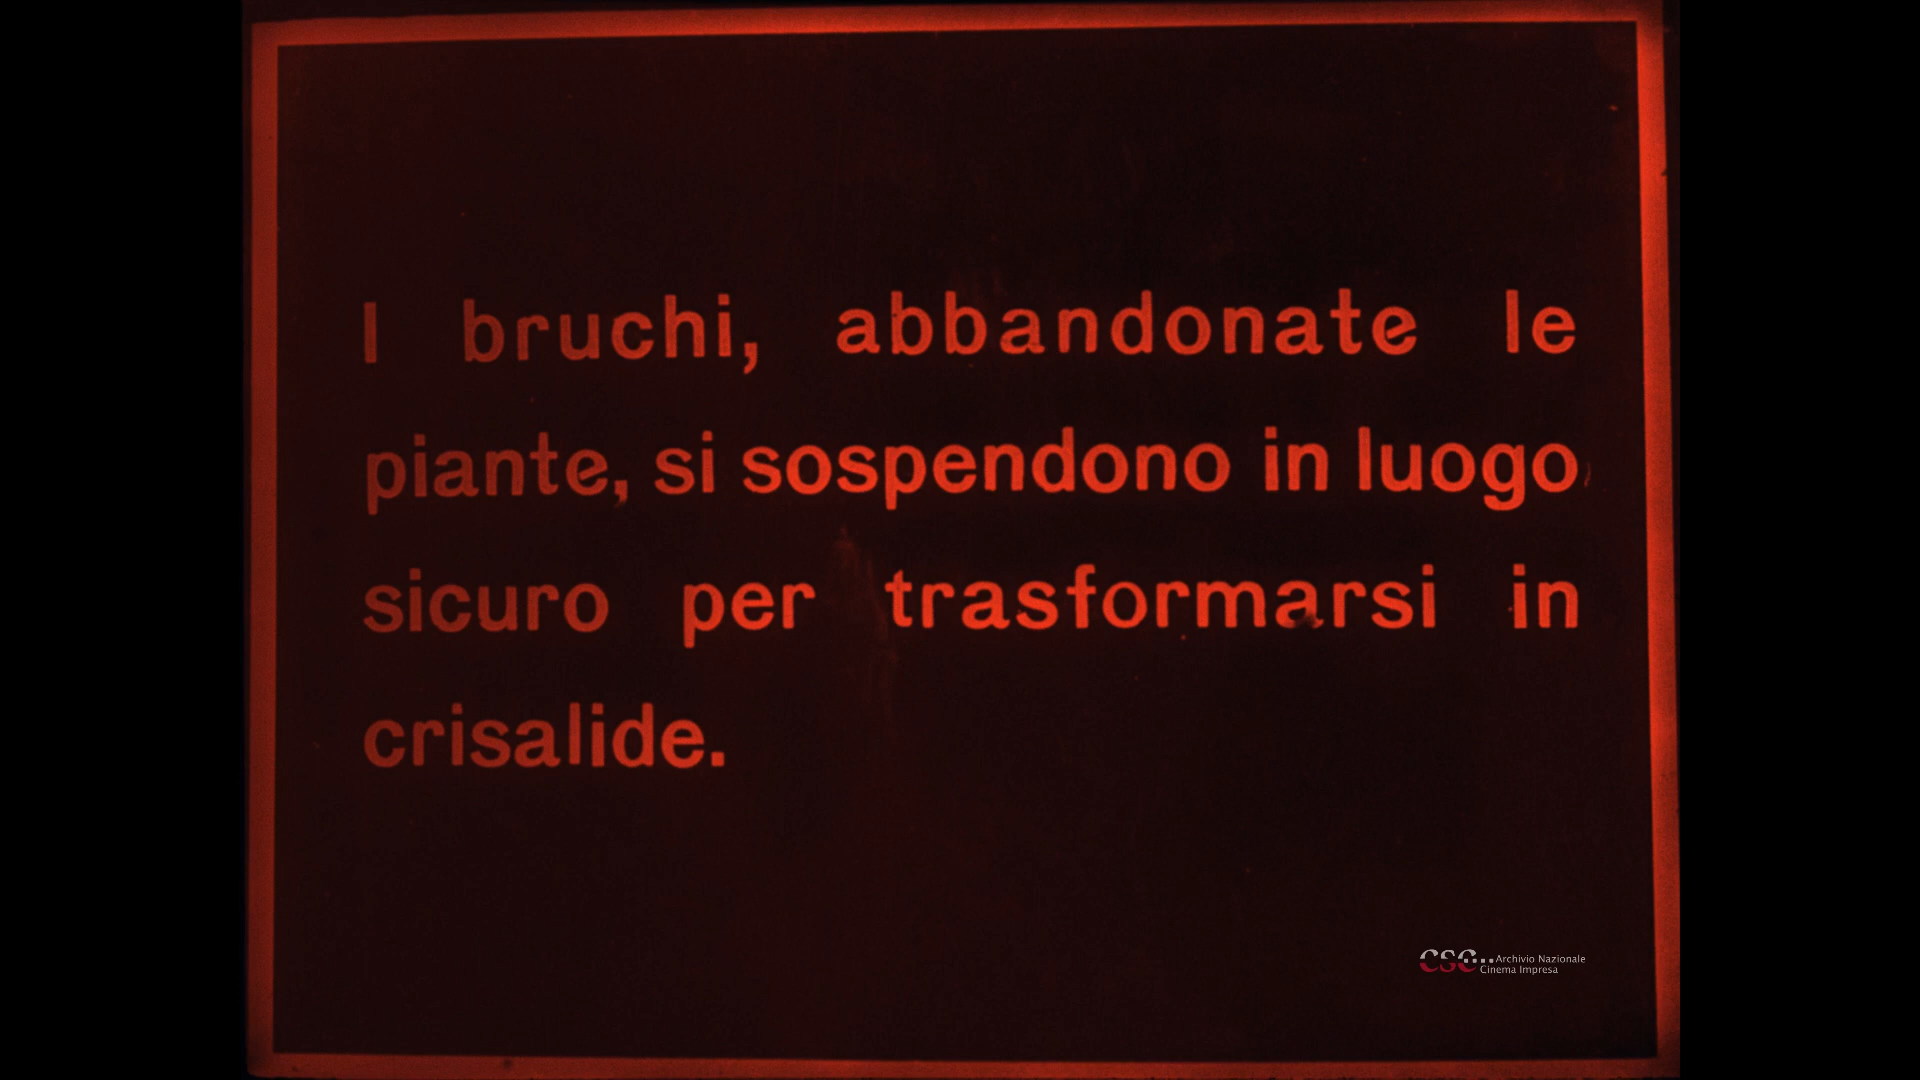 I bruchi, abbandonate le
piante, si sospendono in luogo
sicuro per trasformarsi in
crisalide.
CSC.. Archivio Nazionale
Cinema Impresa